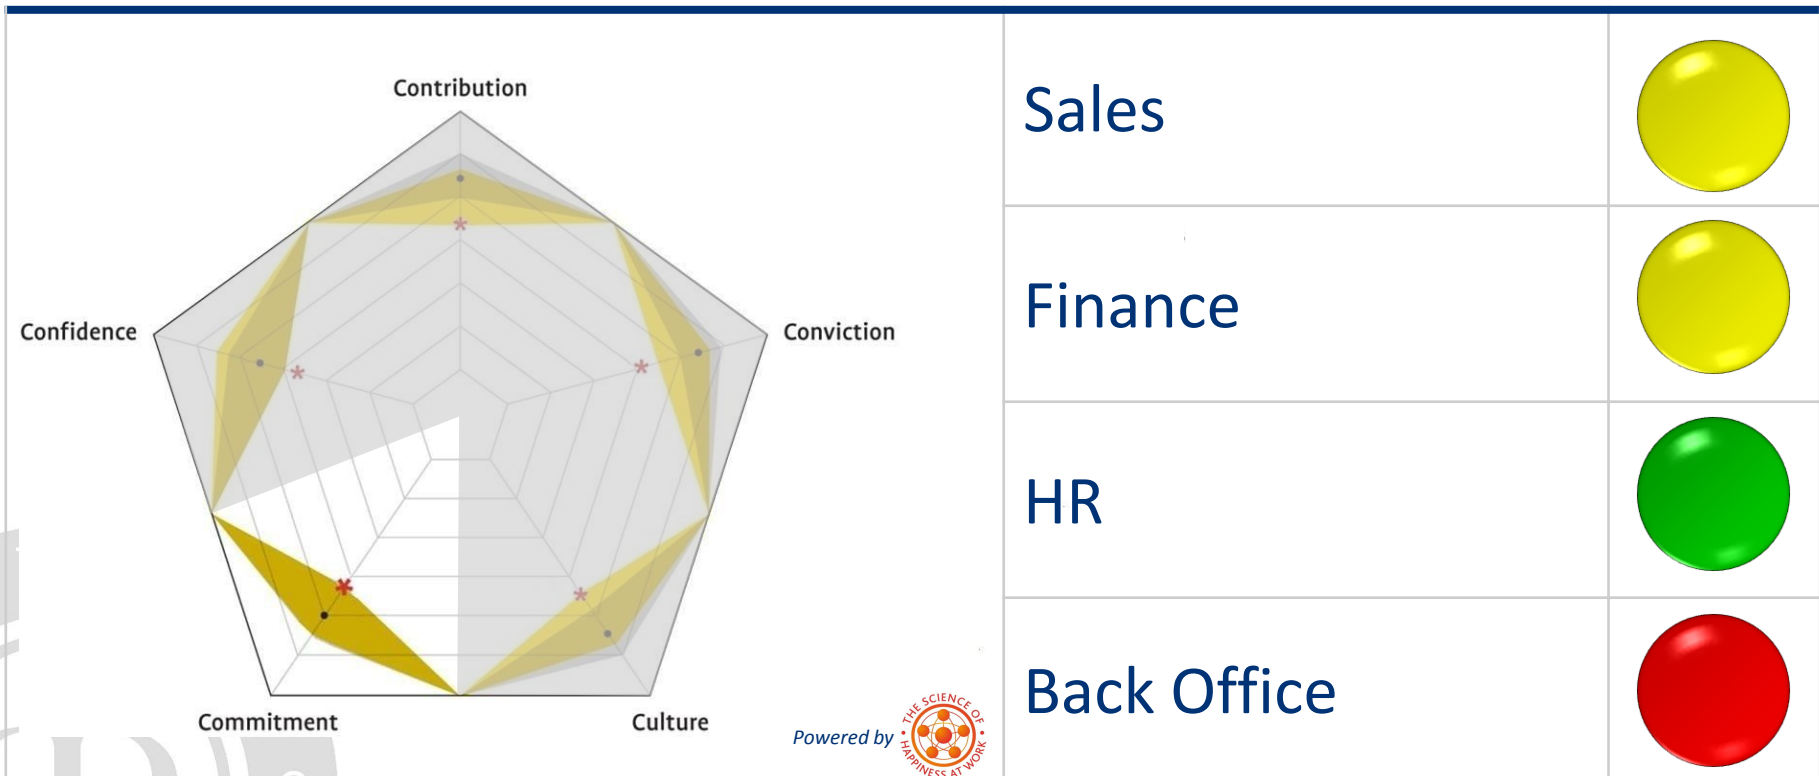 Contribution
Confidence
Conviction
Commitment
Culture
Powered by
THE SCIENCE OF
HAPPINESS AT WORK
Sales
Finance
HR
Back Office